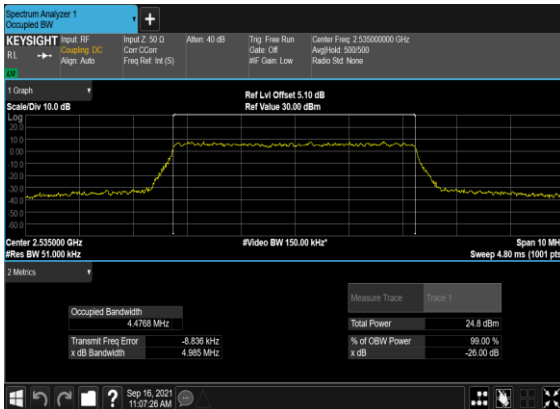 Spectrum Analyzer 1
Occupied BW
KEYSIGHT
RL
Input: RF
Coupling: DC
Align: Auto
Input Z: 50 Ω
Corr CCorr
Freq Ref: Int (S)
Atten: 40 dB
Trig: Free Run
Gate: Off
#IF Gain: Low
Center Freq: 2.535000000 GHz
Avg|Hold: 500/500
Radio Std: None
1 Graph
Scale/Div 10.0 dB
Ref Lvl Offset 5.10 dB
Ref Value 30.00 dBm
Log
20.0
10.0
0.00
-10.0
-20.0
-30.0
-40.0
-50.0
-60.0
Center 2.535000 GHz
#Res BW 51.000 kHz
#Video BW 150.00 kHz*
Span 10 MH
Sweep 4.80 ms (1001 pts
2 Metrics
Measure Trace
Trace 1
Occupied Bandwidth
4.4768 MHz
Total Power
24.8 dBm
Transmit Freq Error
-8.836 kHz
% of OBW Power
99.00 %
x dB Bandwidth
4.985 MHz
x dB
-26.00 dB
Sep 16, 2021
11:07:26 AM